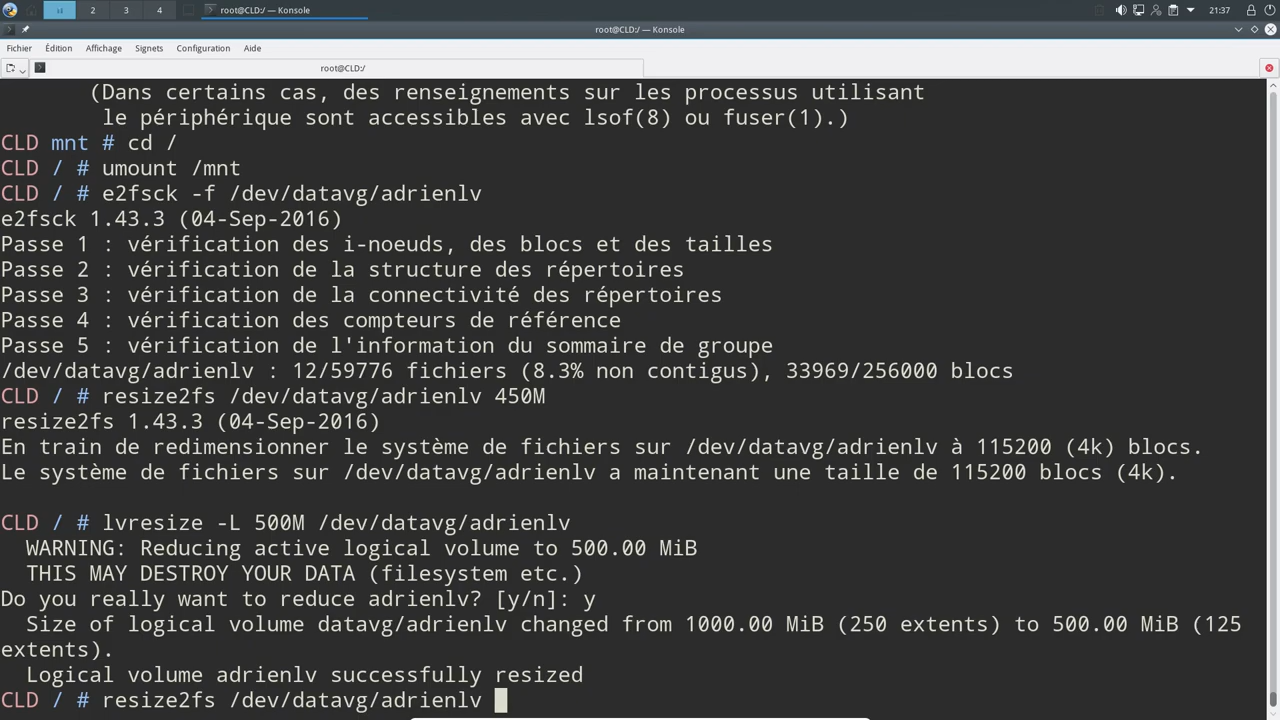 2
3
4
root@CLD:/ — Konsole
21:37
root@CLD:/ — Konsole
Fichier Édition Affichage Signets Configuration Aide
root@CLD:/
(Dans certains cas, des renseignements sur les processus utilisant
le périphérique sont accessibles avec lsof(8) ou fuser(1).)
CLD mnt # cd /
CLD / # umount /mnt
CLD / # e2fsck -f /dev/datavg/adrienlv
e2fsck 1.43.3 (04-Sep-2016)
Passe 1 : vérification des i-noeuds, des blocs et des tailles
Passe 2 : vérification de la structure des répertoires
Passe 3 : vérification de la connectivité des répertoires
Passe 4 : vérification des compteurs de référence
Passe 5 : vérification de l'information du sommaire de groupe
/dev/datavg/adrienlv : 12/59776 fichiers (8.3% non contigus), 33969/256000 blocs
CLD / # resize2fs /dev/datavg/adrienlv 450M
resize2fs 1.43.3 (04-Sep-2016)
En train de redimensionner le système de fichiers sur /dev/datavg/adrienlv à 115200 (4k) blocs.
Le système de fichiers sur /dev/datavg/adrienlv a maintenant une taille de 115200 blocs (4k).
CLD / # lvresize -L 500M /dev/datavg/adrienlv
WARNING: Reducing active logical volume to 500.00 MiB
THIS MAY DESTROY YOUR DATA (filesystem etc.)
Do you really want to reduce adrienlv? [y/n]: y
Size of logical volume datavg/adrienlv changed from 1000.00 MiB (250 extents) to 500.00 MiB (125
extents).
Logical volume adrienlv successfully resized
CLD / # resize2fs /dev/datavg/adrienlv